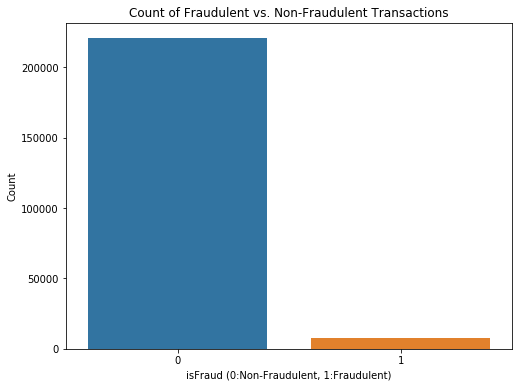 Count of Fraudulent vs. Non-Fraudulent Transactions
200000
150000
100000
50000
0
Count
0 1
isFraud (0:Non-Fraudulent, 1:Fraudulent)